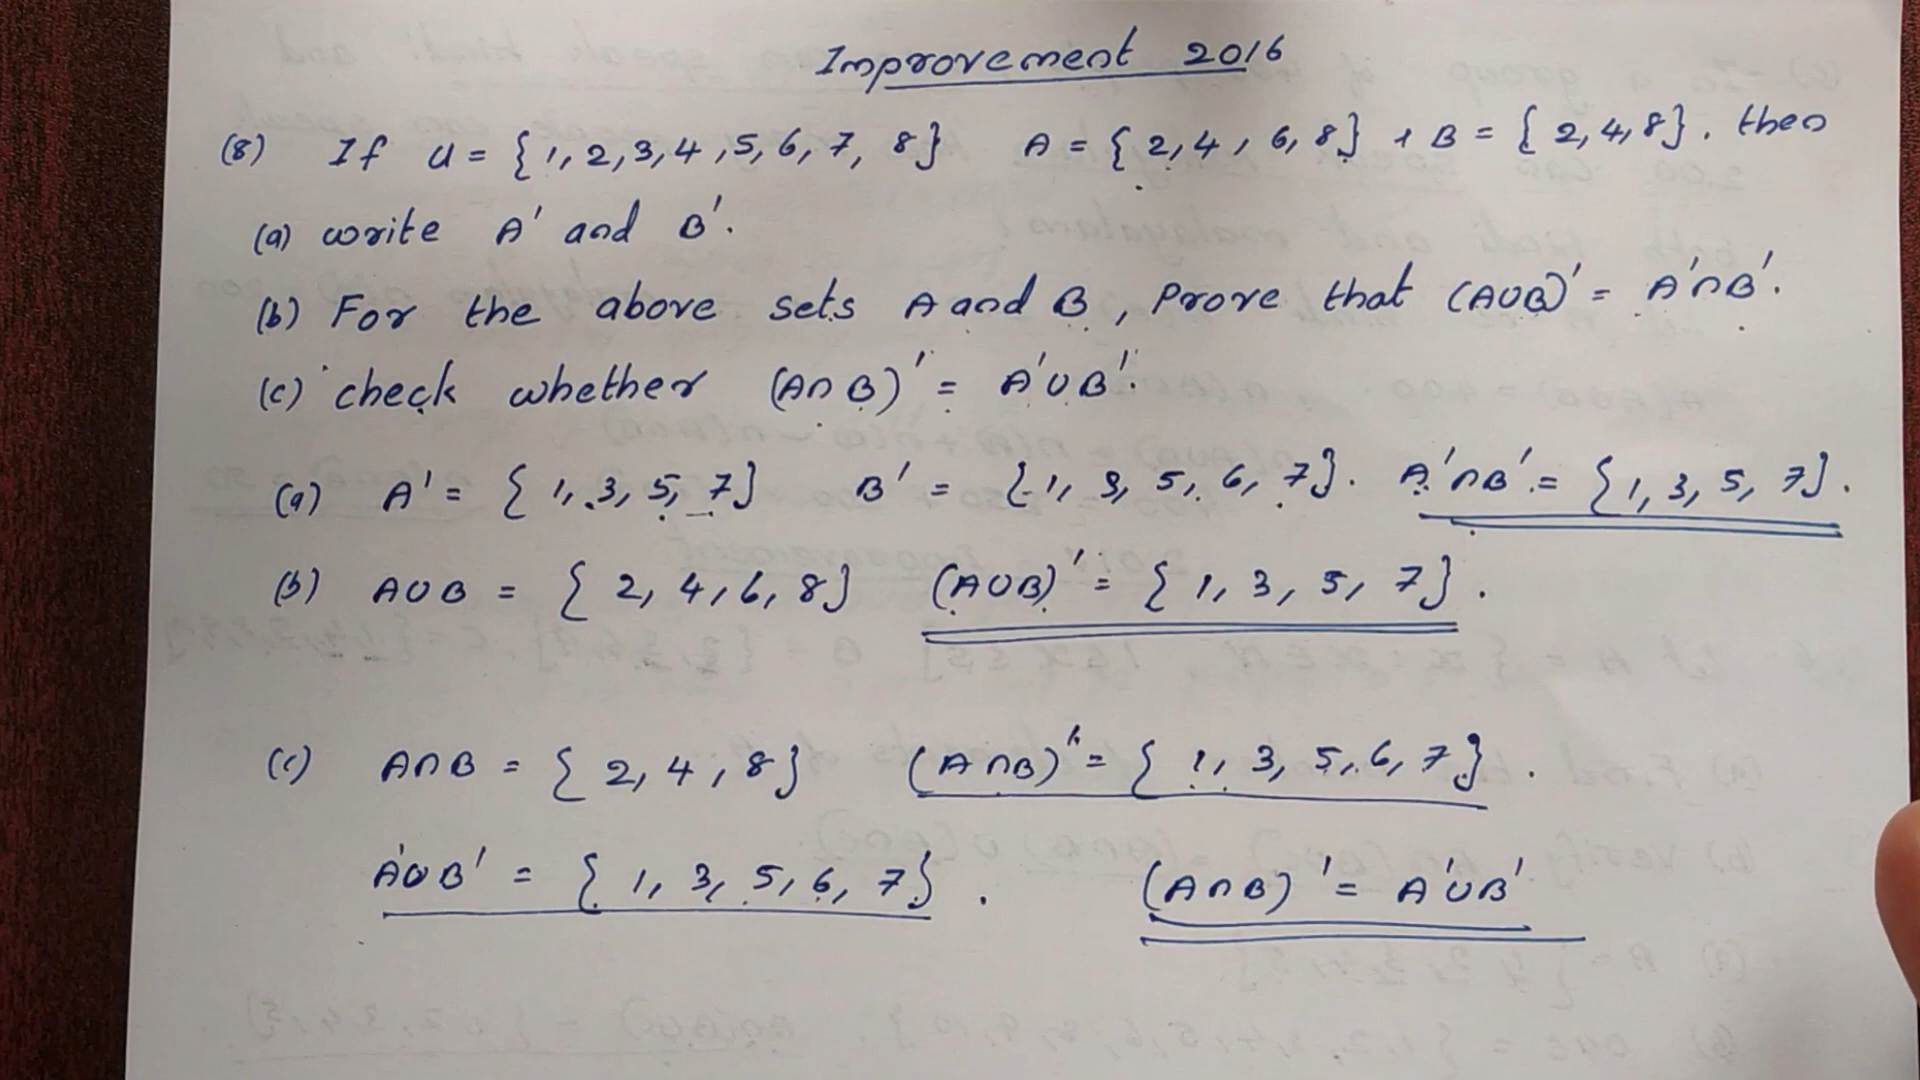 Improvement 2016
(8) If U = { 1, 2, 3, 4, 5, 6, 7, 8} A = { 2, 4, 6, 8} & B = { 2, 4, 8}. then
(a) write A' and B'.
(b) For the above sets A and B, Prove that (A∪B)' = A'∩B'.
(c) check whether (A∩B)' = A'∪B'.
(a) A' = { 1, 3, 5, 7} B' = { 1, 3, 5, 6, 7}. A'∩B' = { 1, 3, 5, 7}.
(b) A∪B = { 2, 4, 6, 8} (A∪B)' = { 1, 3, 5, 7}.
(c) A∩B = { 2, 4, 8} (A∩B)' = { 1, 3, 5, 6, 7}.
A'∪B' = { 1, 3, 5, 6, 7}. (A∩B)' = A'∪B'